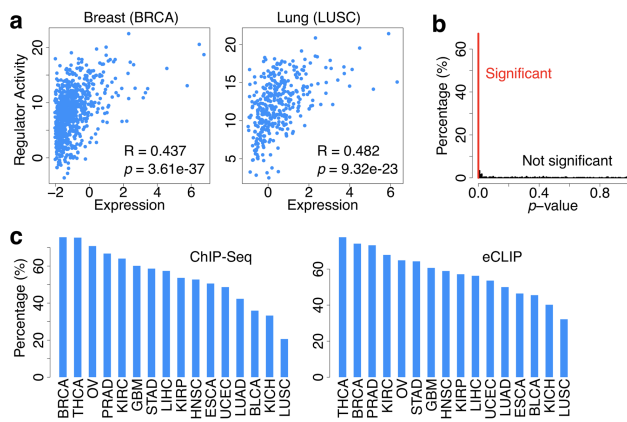 a
Breast (BRCA)
Lung (LUSC)
b
Regulator Activity
20
10
0
R = 0.437
p = 3.61e-37
−2
0
2
4
6
Expression
20
15
10
5
R = 0.482
p = 9.32e-23
0
2
4
6
Expression
Percentage (%)
60
40
20
0
Significant
Not significant
0.0
0.4
0.8
p−value
c
ChIP-Seq
eCLIP
Percentage (%)
60
40
20
0
BRCA
THCA
OV
PRAD
KIRC
GBM
STAD
LIHC
KIRP
HNSC
ESCA
UCEC
LUAD
BLCA
KICH
LUSC
60
40
20
0
THCA
BRCA
PRAD
KIRC
OV
STAD
GBM
HNSC
KIRP
LIHC
UCEC
LUAD
ESCA
BLCA
KICH
LUSC